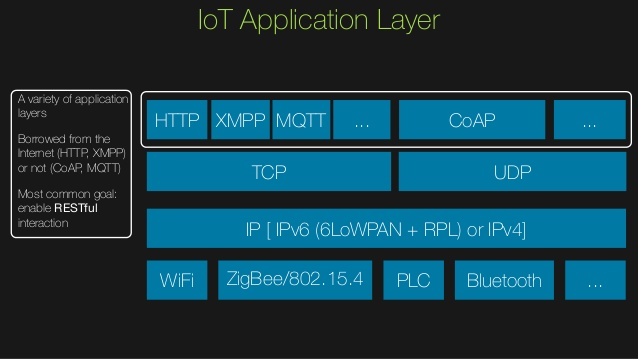 IoT Application Layer
A variety of application
layers
Borrowed from the
Internet (HTTP, XMPP)
or not (CoAP, MQTT)
Most common goal:
enable RESTful
interaction
HTTP XMPP MQTT ... CoAP ...
TCP UDP
IP [ IPv6 (6LoWPAN + RPL) or IPv4]
WiFi ZigBee/802.15.4 PLC Bluetooth ...